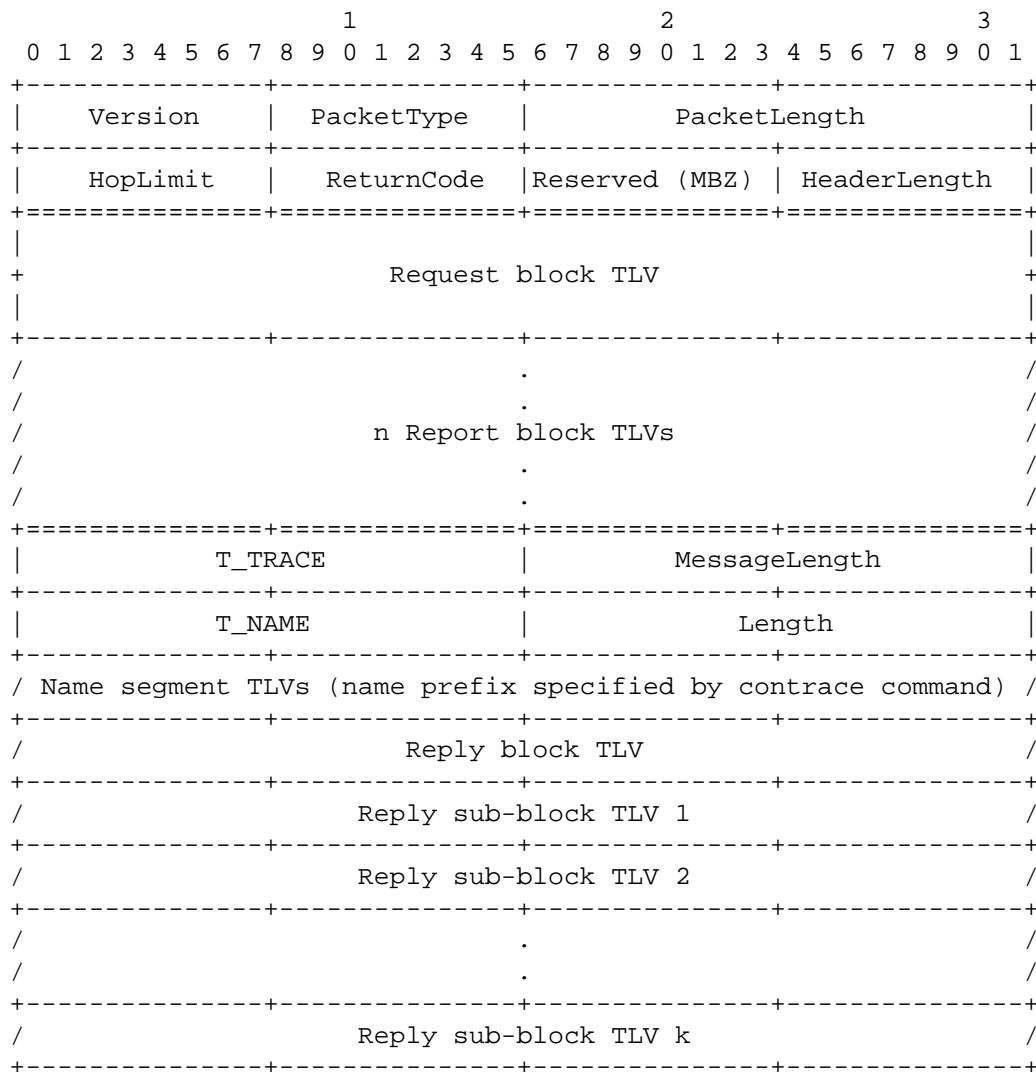 1                   2                   3
 0 1 2 3 4 5 6 7 8 9 0 1 2 3 4 5 6 7 8 9 0 1 2 3 4 5 6 7 8 9 0 1
+---------------+---------------+---------------+---------------+
|    Version    |  PacketType   |         PacketLength          |
+---------------+---------------+---------------+---------------+
|    HopLimit   |   ReturnCode  |Reserved (MBZ) | HeaderLength  |
+===============+===============+===============+===============+
|                                                               |
+                       Request block TLV                       +
|                                                               |
+---------------+---------------+---------------+---------------+
/                               .                               /
/                               .                               /
/                      n Report block TLVs                      /
/                               .                               /
/                               .                               /
+===============+===============+===============+===============+
|            T_TRACE            |         MessageLength         |
+---------------+---------------+---------------+---------------+
|            T_NAME             |             Length            |
+---------------+---------------+---------------+---------------+
/ Name segment TLVs (name prefix specified by contrace command) /
+---------------+---------------+---------------+---------------+
/                        Reply block TLV                        /
+---------------+---------------+---------------+---------------+
/                     Reply sub-block TLV 1                     /
+---------------+---------------+---------------+---------------+
/                     Reply sub-block TLV 2                     /
+---------------+---------------+---------------+---------------+
/                               .                               /
/                               .                               /
+---------------+---------------+---------------+---------------+
/                     Reply sub-block TLV k                     /
+---------------+---------------+---------------+---------------+